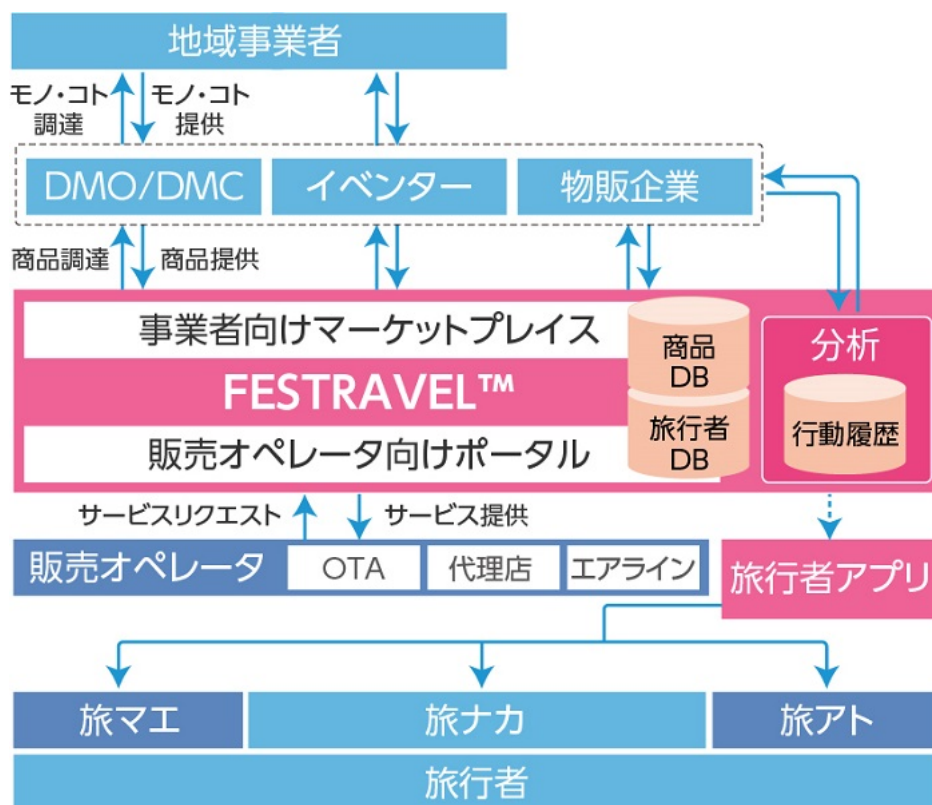 地域事業者
モノ・コト
調達
モノ・コト
提供
DMO/DMC
イベンター
物販企業
商品調達
商品提供
事業者向けマーケットプレイス
商品
DB
分析
FESTRAVEL™
旅行者
DB
行動履歴
販売オペレータ向けポータル
サービスリクエスト
サービス提供
販売オペレータ
OTA
代理店
エアライン
旅行者アプリ
旅マエ
旅ナカ
旅アト
旅行者